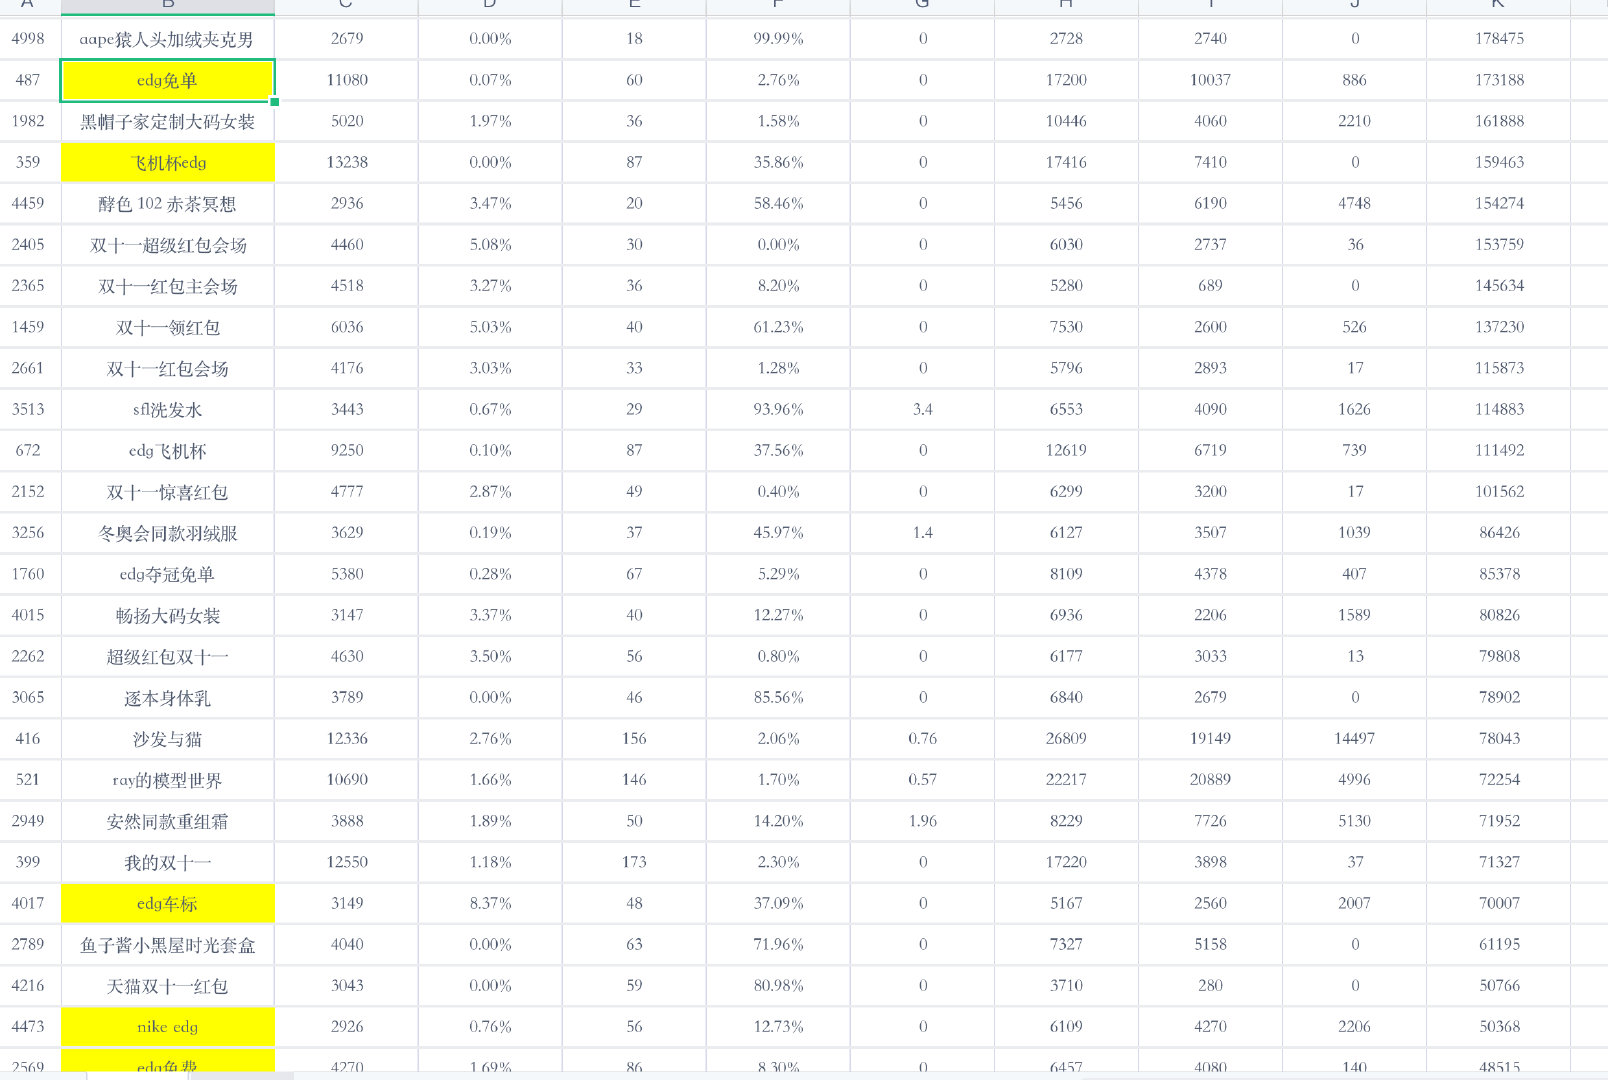 A B C D E F G H I J K
4998 aape猿人头加绒夹克男 2679 0.00% 18 99.99% 0 2728 2740 0 178475
487 edg免单 11080 0.07% 60 2.76% 0 17200 10037 886 173188
1982 黑帽子家定制大码女装 5020 1.97% 36 1.58% 0 10446 4060 2210 161888
359 飞机杯edg 13238 0.00% 87 35.86% 0 17416 7410 0 159463
4459 酵色 102 赤茶冥想 2936 3.47% 20 58.46% 0 5456 6190 4748 154274
2405 双十一超级红包会场 4460 5.08% 30 0.00% 0 6030 2737 36 153759
2365 双十一红包主会场 4518 3.27% 36 8.20% 0 5280 689 0 145634
1459 双十一领红包 6036 5.03% 40 61.23% 0 7530 2600 526 137230
2661 双十一红包会场 4176 3.03% 33 1.28% 0 5796 2893 17 115873
3513 sfl洗发水 3443 0.67% 29 93.96% 3.4 6553 4090 1626 114883
672 edg飞机杯 9250 0.10% 87 37.56% 0 12619 6719 739 111492
2152 双十一惊喜红包 4777 2.87% 49 0.40% 0 6299 3200 17 101562
3256 冬奥会同款羽绒服 3629 0.19% 37 45.97% 1.4 6127 3507 1039 86426
1760 edg夺冠免单 5380 0.28% 67 5.29% 0 8109 4378 407 85378
4015 畅扬大码女装 3147 3.37% 40 12.27% 0 6936 2206 1589 80826
2262 超级红包双十一 4630 3.50% 56 0.80% 0 6177 3033 13 79808
3065 逐本身体乳 3789 0.00% 46 85.56% 0 6840 2679 0 78902
416 沙发与猫 12336 2.76% 156 2.06% 0.76 26809 19149 14497 78043
521 ray的模型世界 10690 1.66% 146 1.70% 0.57 22217 20889 4996 72254
2949 安然同款重组霜 3888 1.89% 50 14.20% 1.96 8229 7726 5130 71952
399 我的双十一 12550 1.18% 173 2.30% 0 17220 3898 37 71327
4017 edg车标 3149 8.37% 48 37.09% 0 5167 2560 2007 70007
2789 鱼子酱小黑屋时光套盒 4040 0.00% 63 71.96% 0 7327 5158 0 61195
4216 天猫双十一红包 3043 0.00% 59 80.98% 0 3710 280 0 50766
4473 nike edg 2926 0.76% 56 12.73% 0 6109 4270 2206 50368
2569 edg免费 4270 1.69% 86 8.30% 0 6457 4080 140 48515